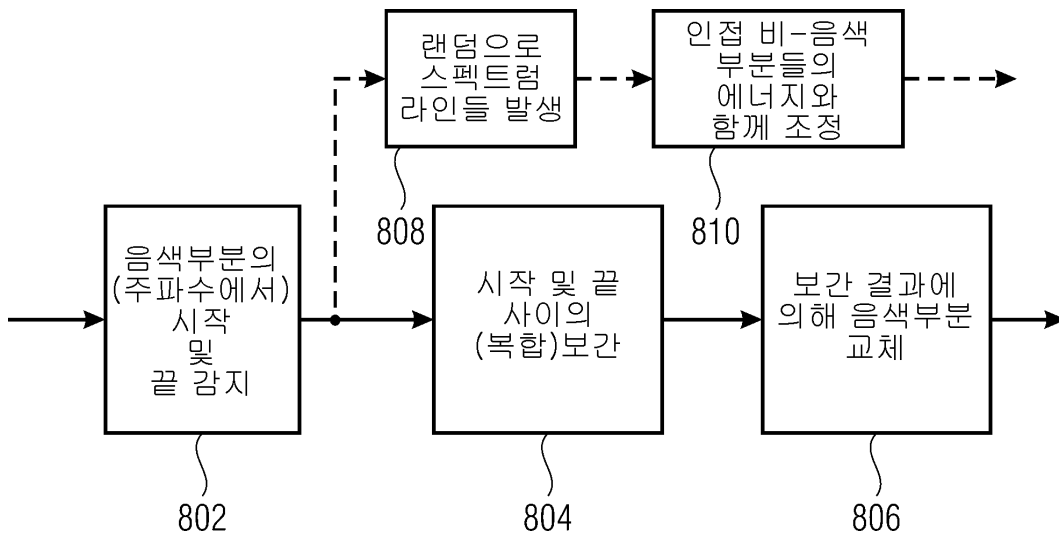 랜덤으로
스펙트럼
라인들 발생
인접 비-음색
부분들의
에너지와
함께 조정
808
810
음색부분의
(주파수에서)
시작
및
끝 감지
시작 및 끝
사이의
(복합)보간
보간 결과에
의해 음색부분
교체
802
804
806